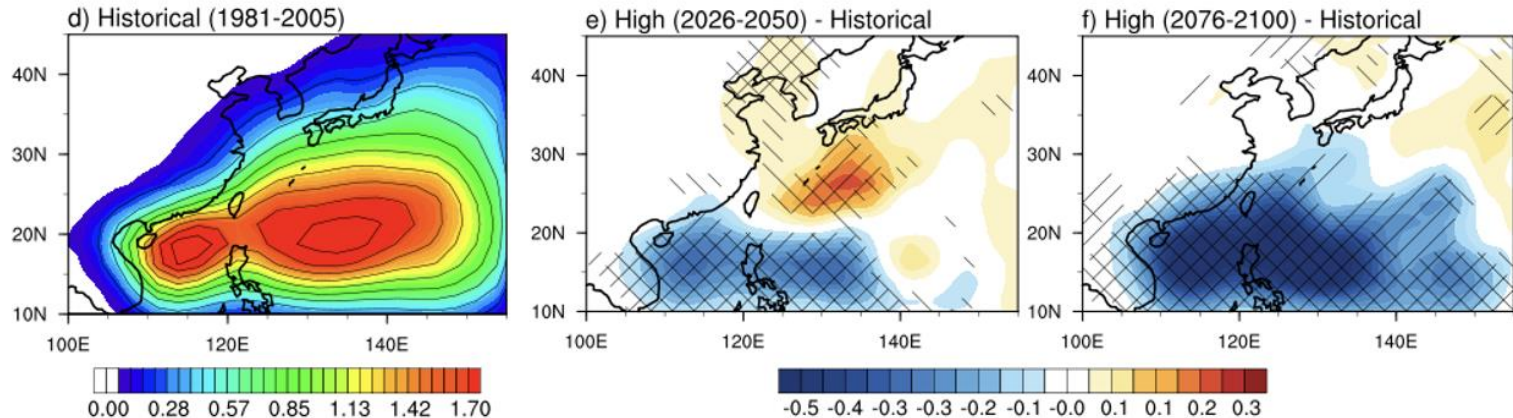 d) Historical (1981-2005)
e) High (2026-2050) - Historical
f) High (2076-2100) - Historical
40N
30N
20N
10N
100E 120E 140E
40N
30N
20N
10N
100E 120E 140E
40N
30N
20N
10N
100E 120E 140E
0.00 0.28 0.57 0.85 1.13 1.42 1.70
-0.5 -0.4 -0.3 -0.3 -0.2 -0.1 -0.0 0.1 0.1 0.2 0.3